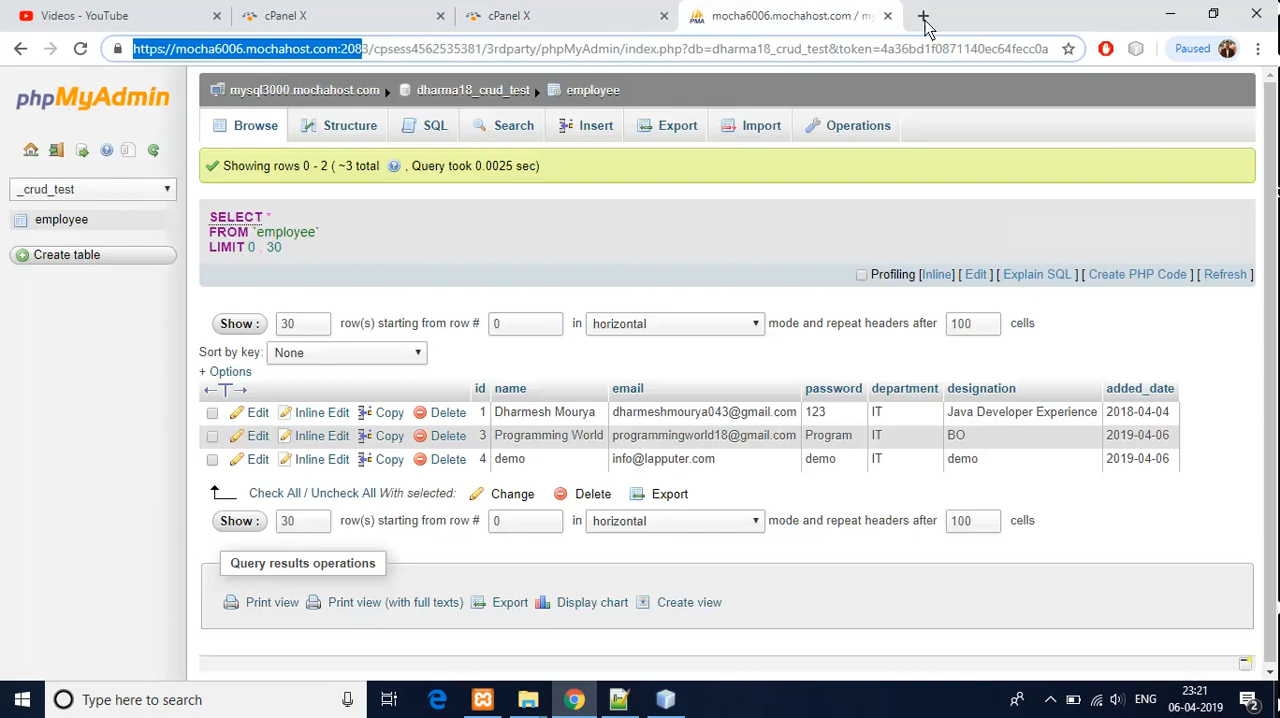 Videos - YouTube × cPanel X × cPanel X × mocha6006.mochahost.com / my × +
https://mocha6006.mochahost.com:2083/cpsess4562535381/3rdparty/phpMyAdmin/index.php?db=dharma18_crud_test&token=4a36bd1f0871140ec64fecc0a Paused
phpMyAdmin
_crud_test
employee
Create table
mysql3000.mochahost.com ▸ dharma18_crud_test ▸ employee
Browse Structure SQL Search Insert Export Import Operations
Showing rows 0 - 2 ( ~3 total , Query took 0.0025 sec)
SELECT *
FROM `employee`
LIMIT 0 , 30
Profiling [Inline] [ Edit ] [ Explain SQL ] [ Create PHP Code ] [ Refresh ]
Show : 30 row(s) starting from row # 0 in horizontal mode and repeat headers after 100 cells
Sort by key: None
+ Options
←T→ id name email password department designation added_date
Edit Inline Edit Copy Delete 1 Dharmesh Mourya dharmeshmourya043@gmail.com 123 IT Java Developer Experience 2018-04-04
Edit Inline Edit Copy Delete 3 Programming World programmingworld18@gmail.com Program IT BO 2019-04-06
Edit Inline Edit Copy Delete 4 demo info@lapputer.com demo IT demo 2019-04-06
Check All / Uncheck All With selected: Change Delete Export
Show : 30 row(s) starting from row # 0 in horizontal mode and repeat headers after 100 cells
Query results operations
Print view Print view (with full texts) Export Display chart Create view
Type here to search
ENG 23:21
06-04-2019 2